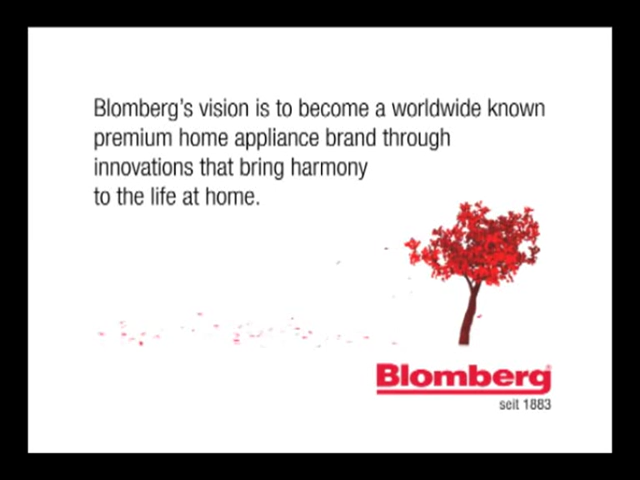 Blomberg's vision is to become a worldwide known
premium home appliance brand through
innovations that bring harmony
to the life at home.
Blomberg
seit 1883